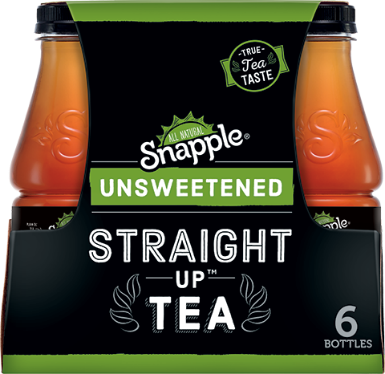 TRUE
Tea
TASTE
ALL NATURAL
Snapple®
UNSWEETENED
STRAIGHT
UP™
TEA
6
BOTTLES